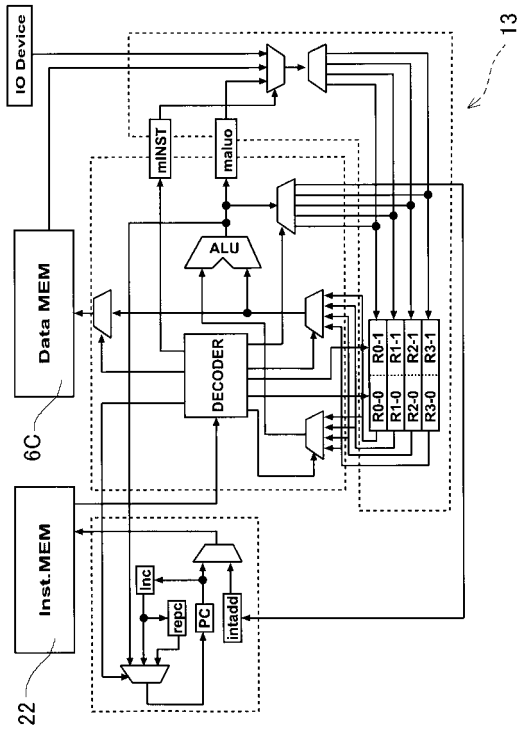 22
Inst.MEM
6C
Data MEM
IO Device
Inc
repc
PC
intadd
DECODER
ALU
mINST
maluo
R0-0 R0-1
R1-0 R1-1
R2-0 R2-1
R3-0 R3-1
13